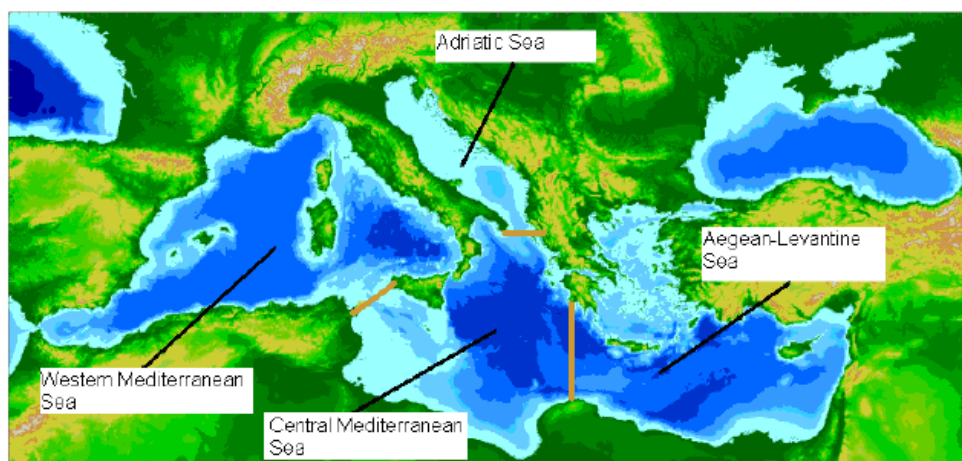 Adriatic Sea
Aegean-Levantine
Sea
Western Mediterranean
Sea
Central Mediterranean
Sea